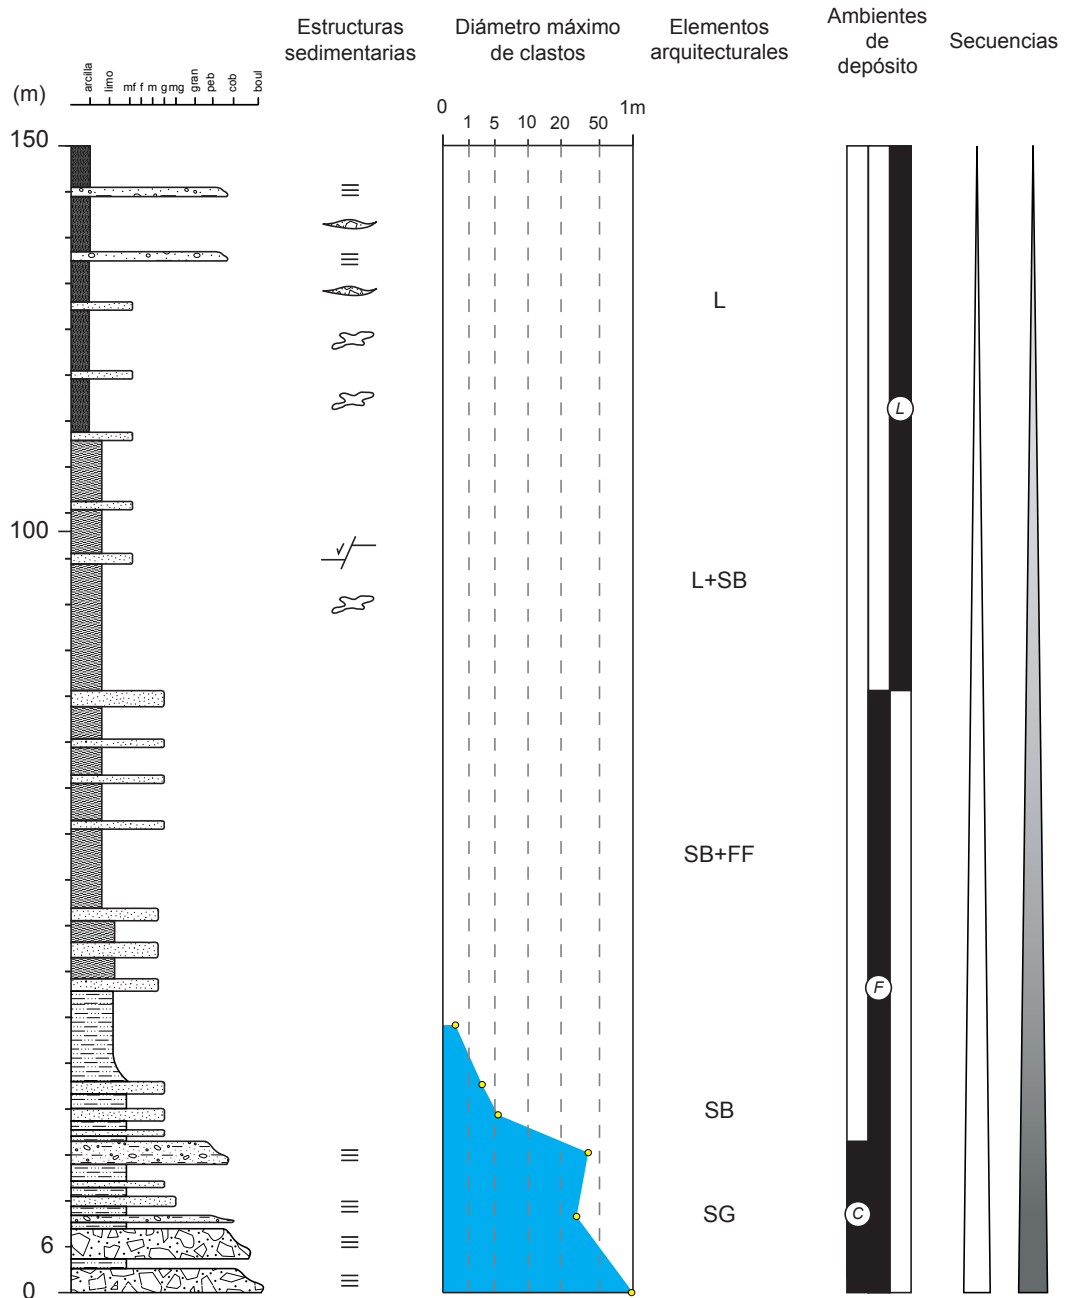 Estructuras
sedimentarias
Diámetro máximo
de clastos
Elementos
arquitecturales
Ambientes
de
depósito
Secuencias
(m)
arcilla
limo
mf f m g mg
gran
peb
cob
boul
0 1 5 10 20 50 1m
150
L
L
100
L+SB
SB+FF
F
SB
SG
C
6
0